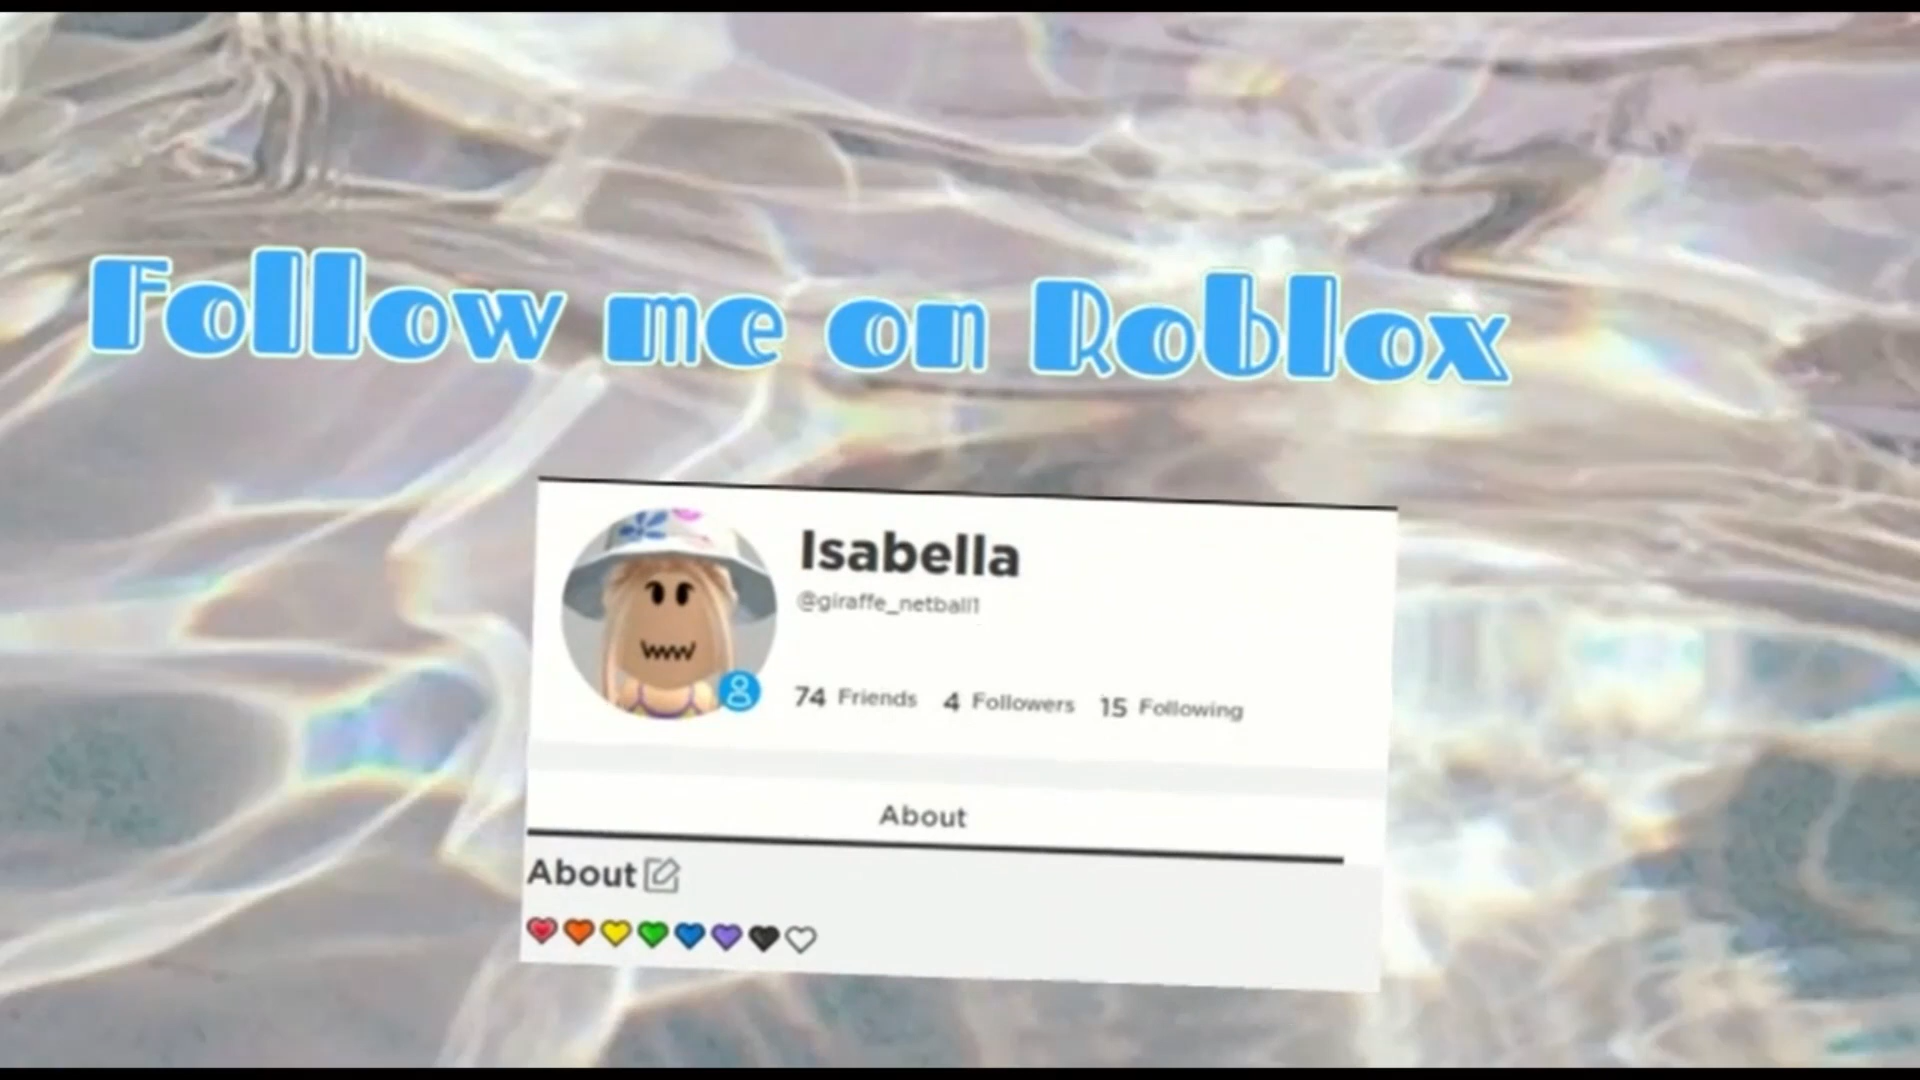 Follow me on Roblox
Isabella
@giraffe_netball1
74 Friends 4 Followers 15 Following
About
About